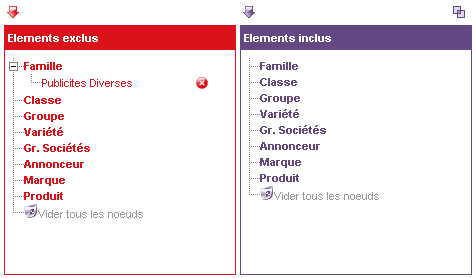 Elements exclus
Famille
Publicites Diverses
Classe
Groupe
Variété
Gr. Sociétés
Annonceur
Marque
Produit
Vider tous les noeuds
Elements inclus
Famille
Classe
Groupe
Variété
Gr. Sociétés
Annonceur
Marque
Produit
Vider tous les noeuds